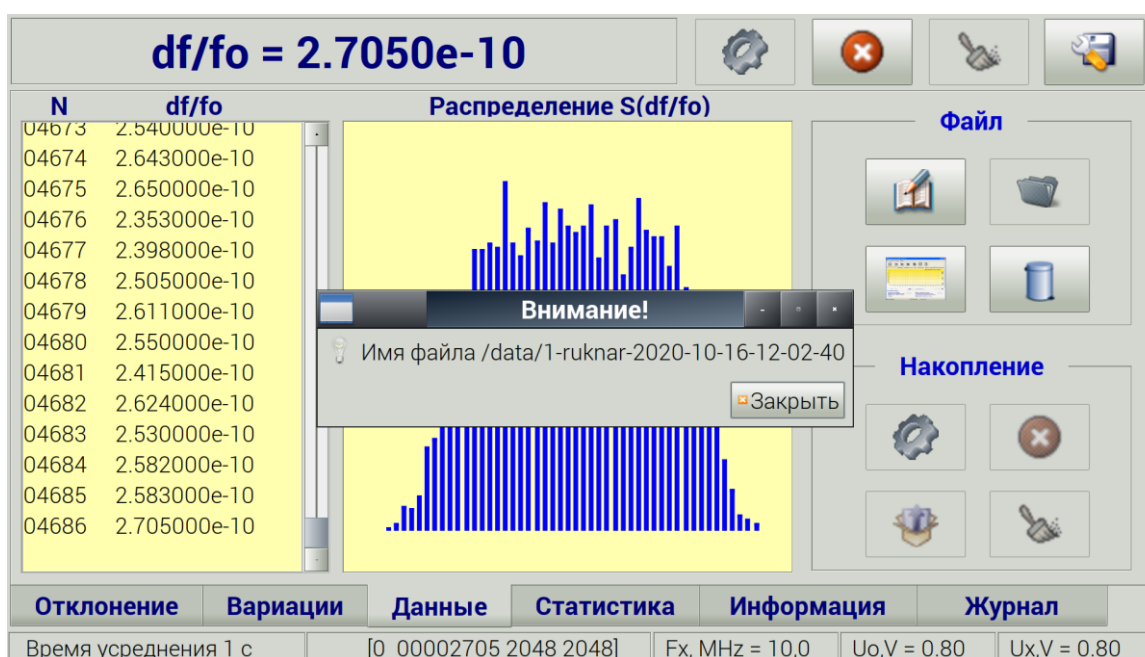 df/fo = 2.7050e-10
N df/fo
04673 2.540000e-10
04674 2.643000e-10
04675 2.650000e-10
04676 2.353000e-10
04677 2.398000e-10
04678 2.505000e-10
04679 2.611000e-10
04680 2.550000e-10
04681 2.415000e-10
04682 2.624000e-10
04683 2.530000e-10
04684 2.582000e-10
04685 2.583000e-10
04686 2.705000e-10
Распределение S(df/fo)
Внимание!
Имя файла /data/1-ruknar-2020-10-16-12-02-40
Закрыть
Файл
Накопление
Отклонение Вариации Данные Статистика Информация Журнал
Время усреднения 1 с [0 00002705 2048 2048] Fx, MHz = 10,0 Uo,V = 0.80 Ux,V = 0.80